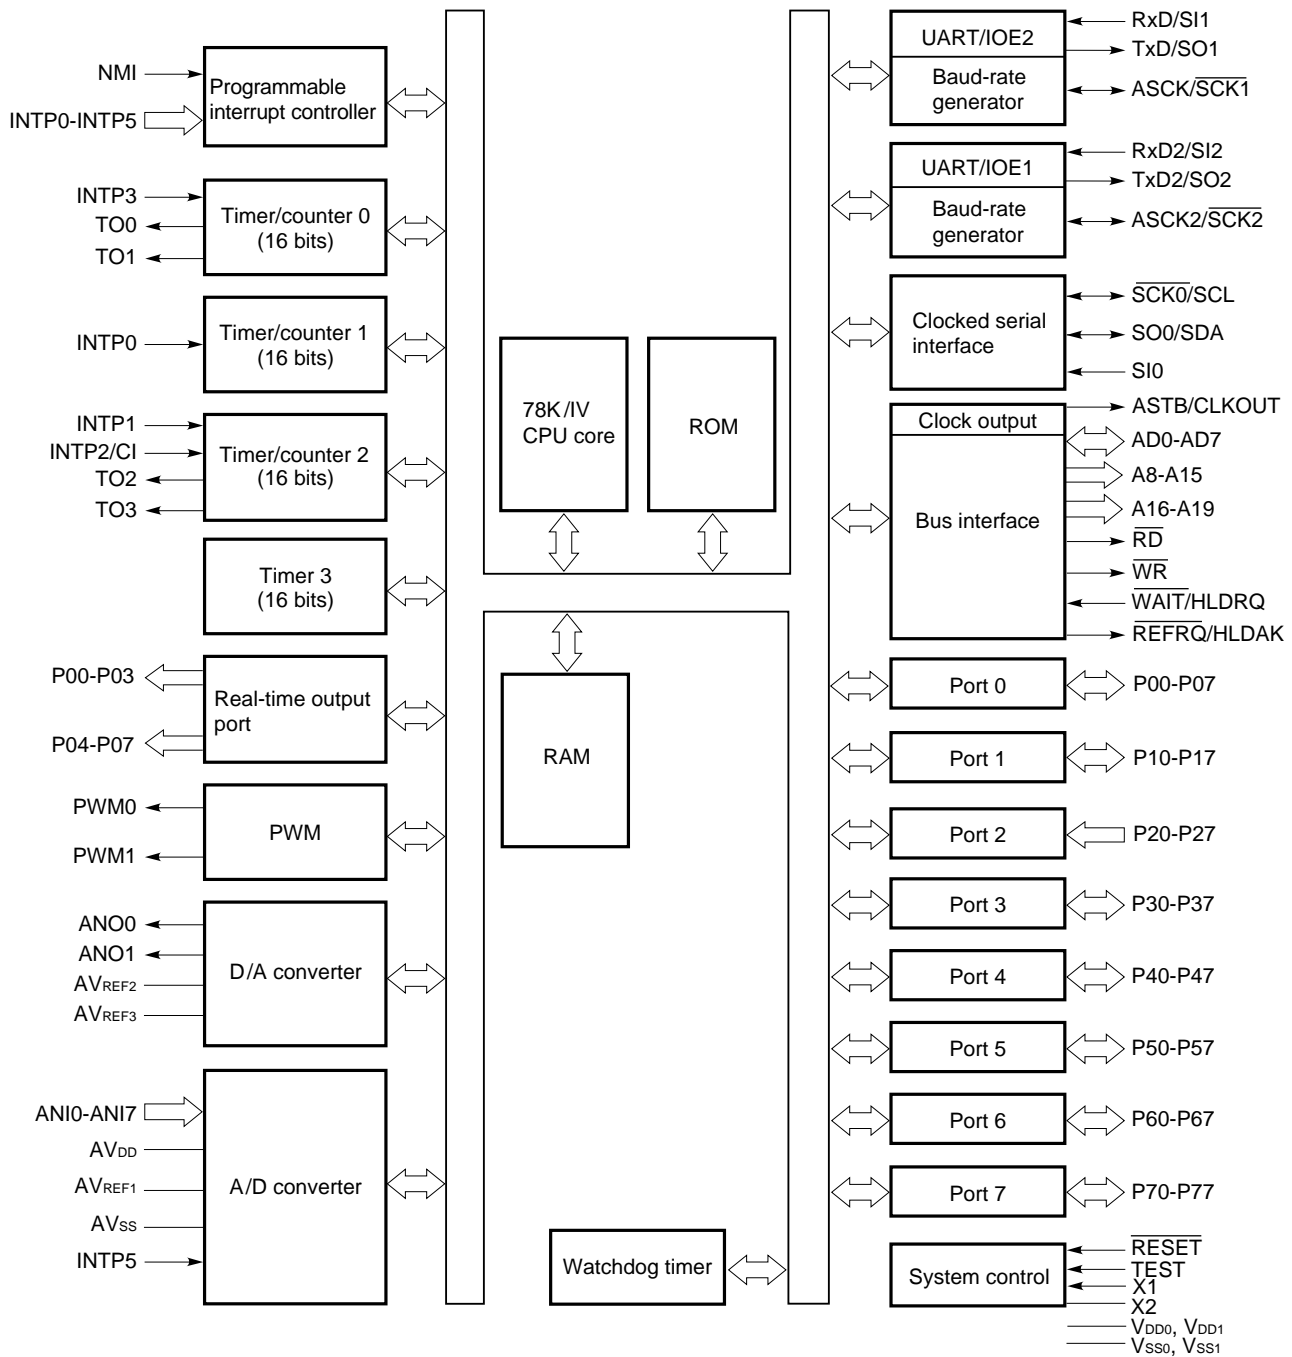 NMI
INTP0-INTP5
Programmable
interrupt controller
INTP3
TO0
TO1
Timer/counter 0
(16 bits)
INTP0
Timer/counter 1
(16 bits)
INTP1
INTP2/CI
TO2
TO3
Timer/counter 2
(16 bits)
Timer 3
(16 bits)
P00-P03
P04-P07
Real-time output
port
PWM0
PWM1
PWM
ANO0
ANO1
AVREF2
AVREF3
D/A converter
ANI0-ANI7
AVDD
AVREF1
AVSS
INTP5
A/D converter
78K/IV
CPU core
ROM
RAM
Watchdog timer
UART/IOE2
Baud-rate
generator
RxD/SI1
TxD/SO1
ASCK/SCK1
UART/IOE1
Baud-rate
generator
RxD2/SI2
TxD2/SO2
ASCK2/SCK2
Clocked serial
interface
SCK0/SCL
SO0/SDA
SI0
Clock output
Bus interface
ASTB/CLKOUT
AD0-AD7
A8-A15
A16-A19
RD
WR
WAIT/HLDRQ
REFRQ/HLDAK
Port 0
P00-P07
Port 1
P10-P17
Port 2
P20-P27
Port 3
P30-P37
Port 4
P40-P47
Port 5
P50-P57
Port 6
P60-P67
Port 7
P70-P77
System control
RESET
TEST
X1
X2
VDD0, VDD1
VSS0, VSS1